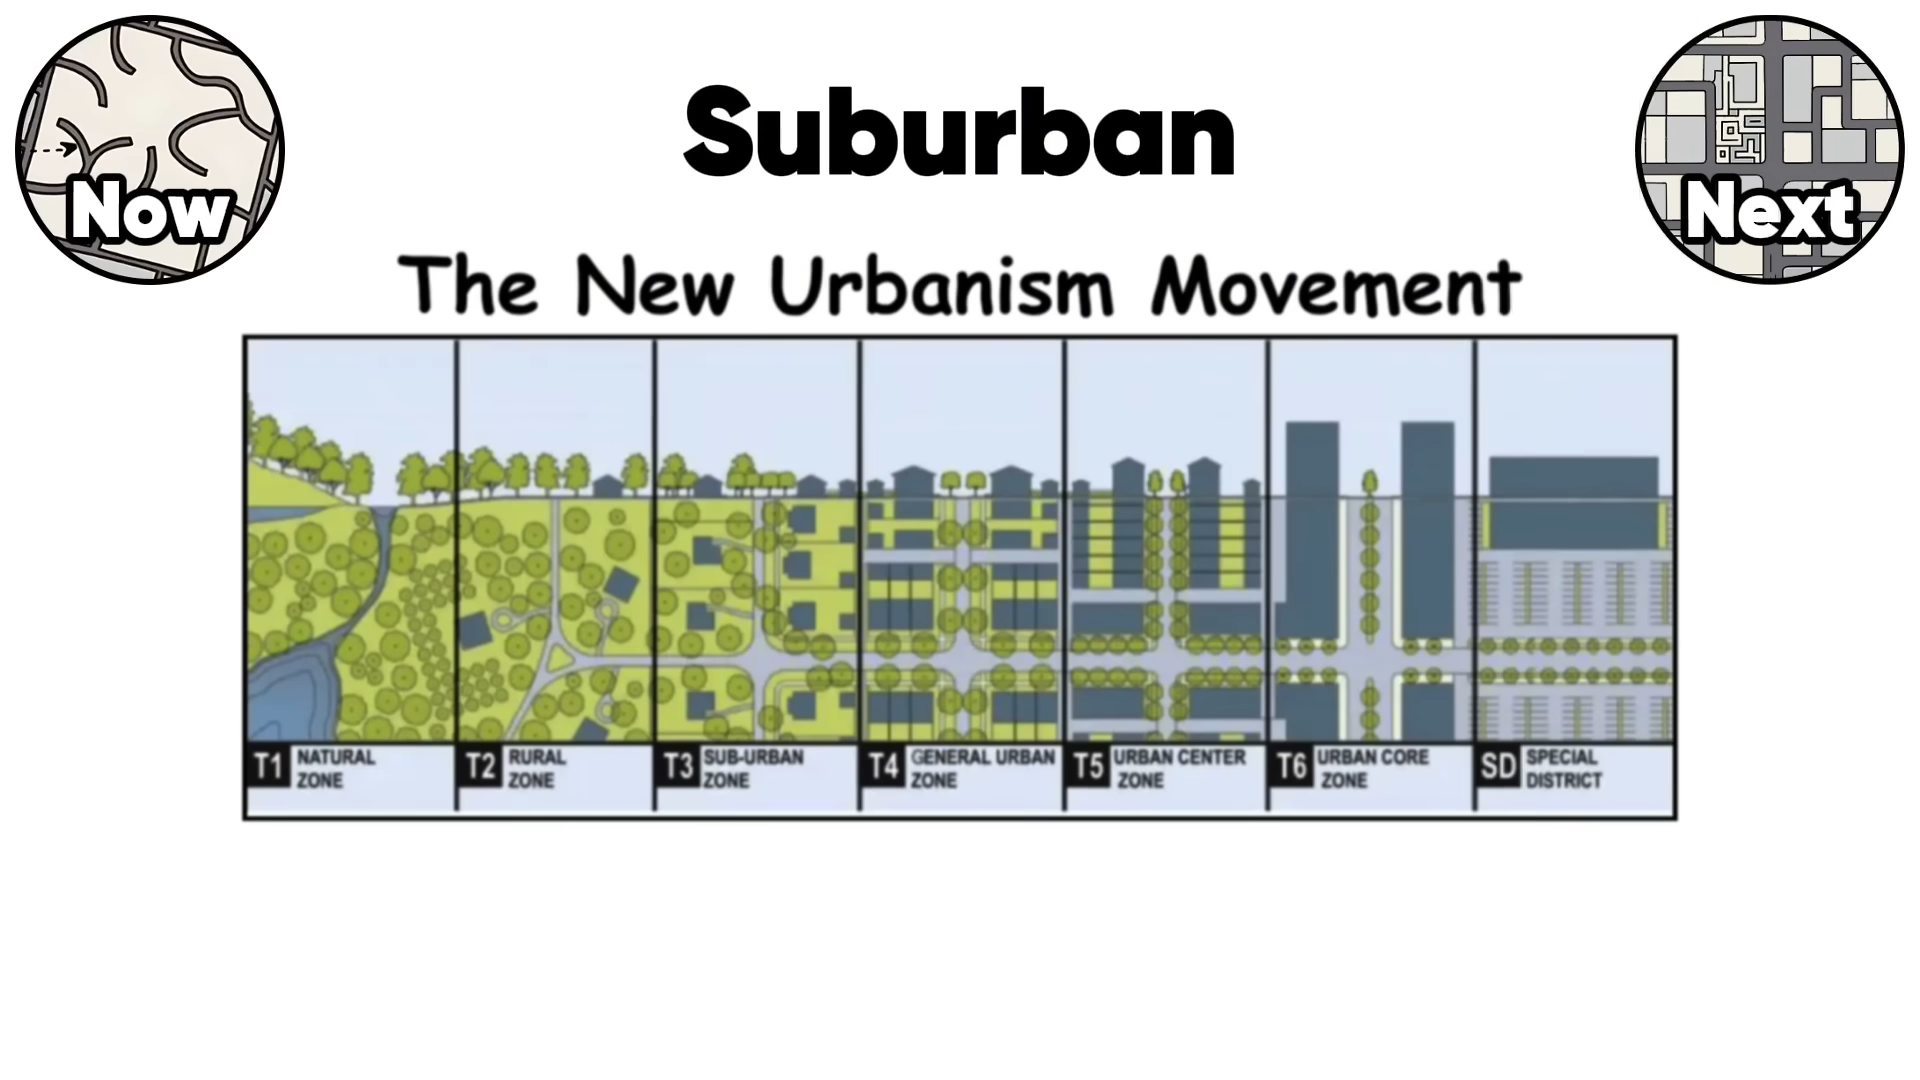 Now
Suburban
Next
The New Urbanism Movement
T1 NATURAL
ZONE
T2 RURAL
ZONE
T3 SUB-URBAN
ZONE
T4 GENERAL URBAN
ZONE
T5 URBAN CENTER
ZONE
T6 URBAN CORE
ZONE
SD SPECIAL
DISTRICT